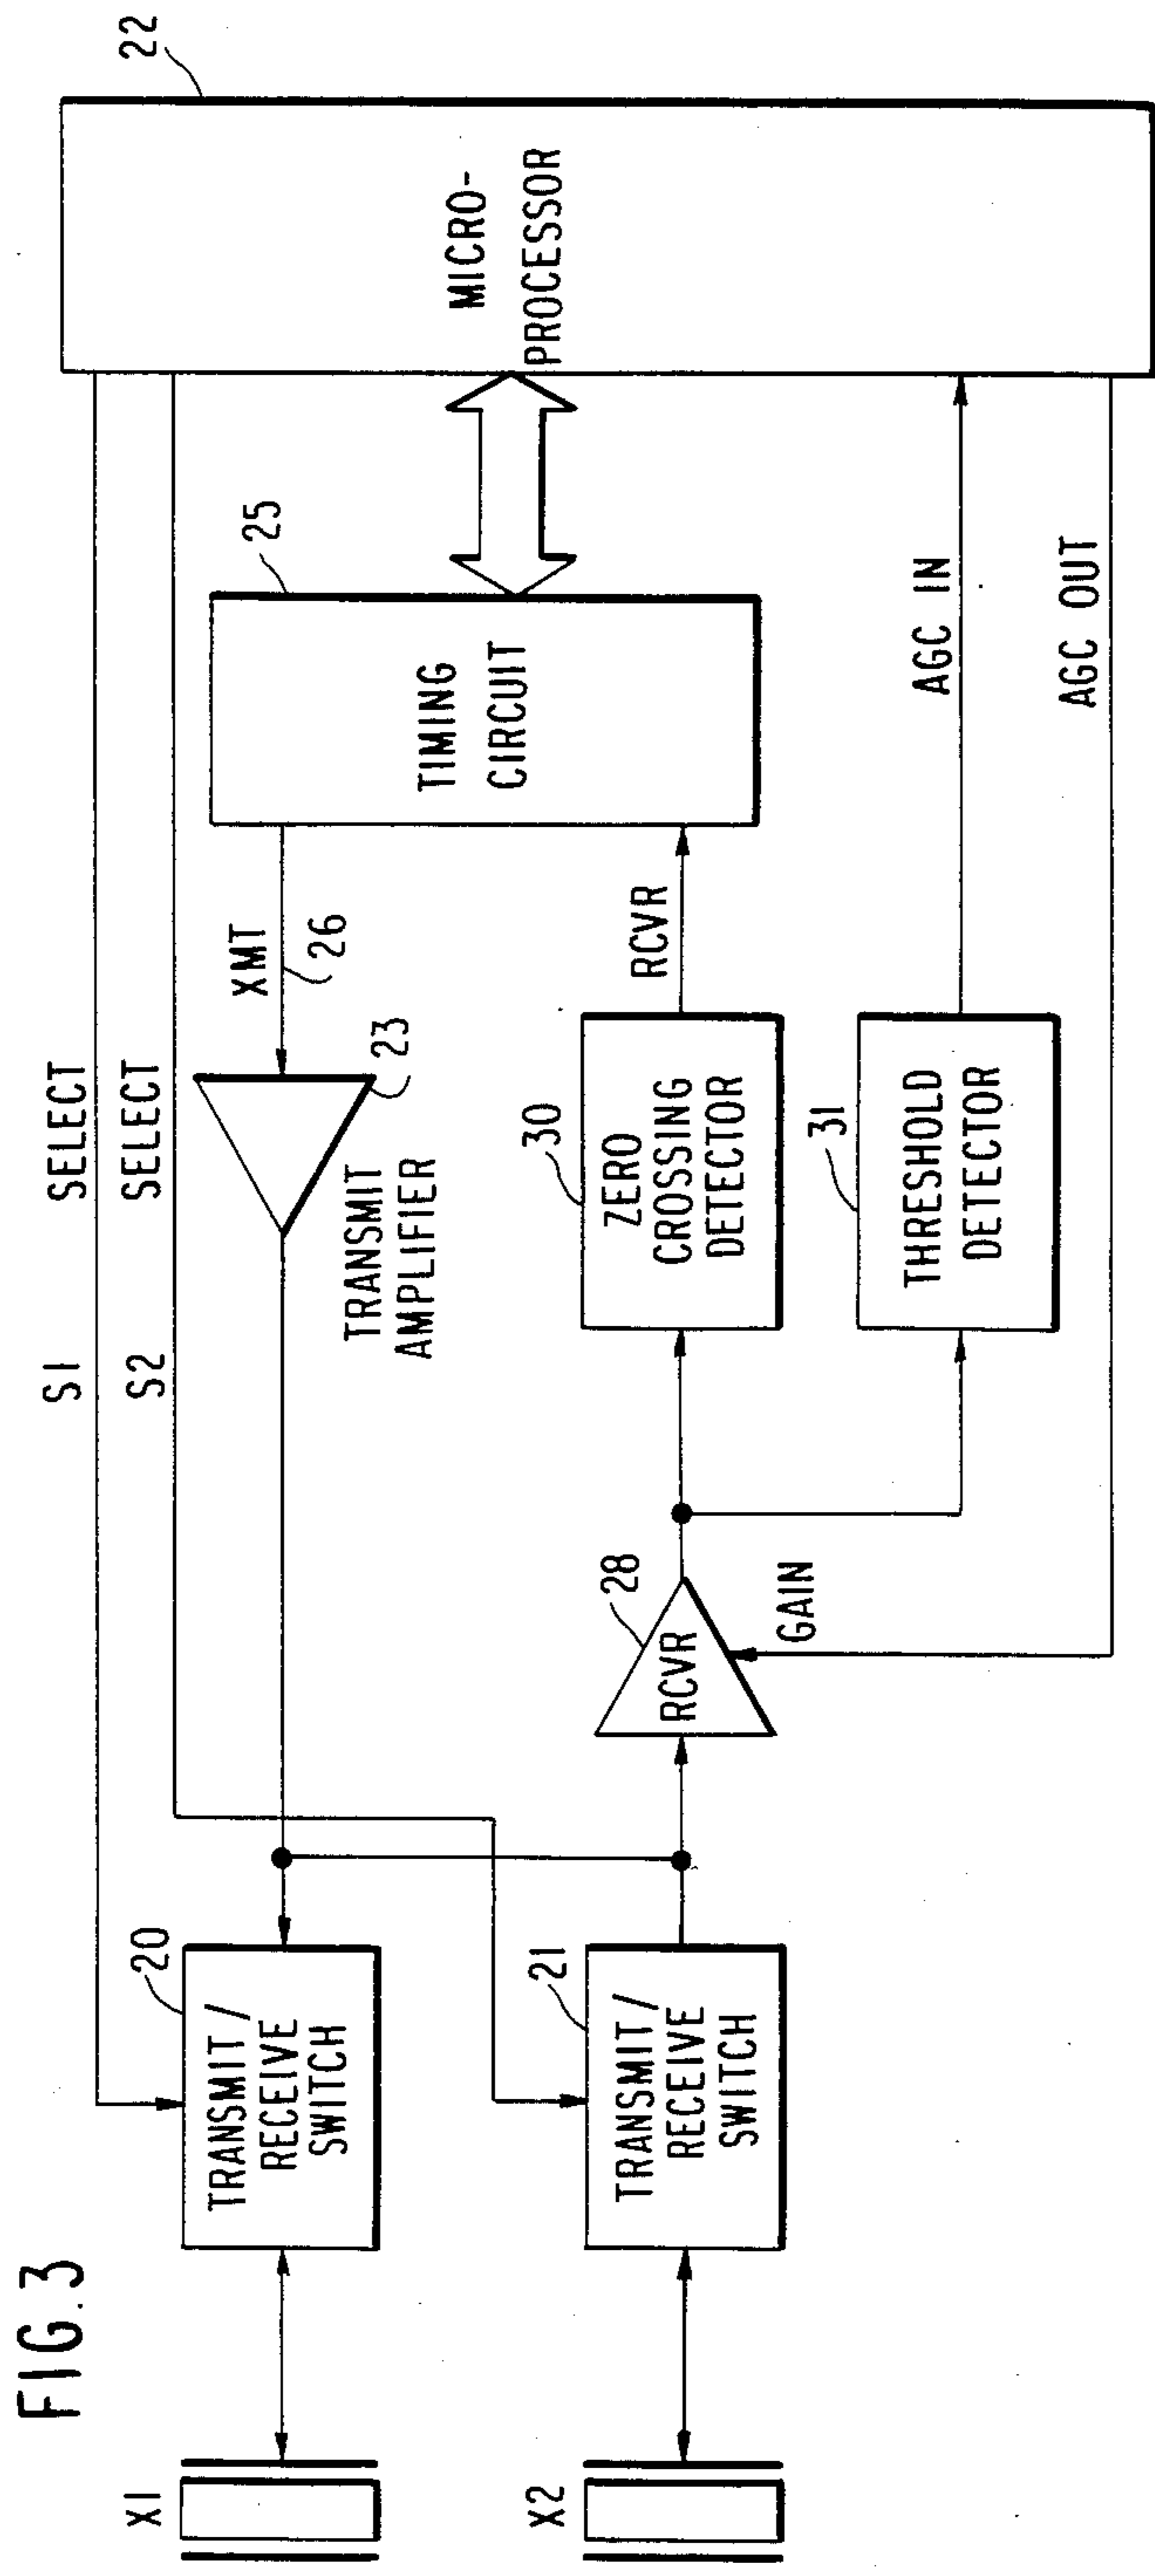 FIG.3
S1 SELECT
S2 SELECT
X1
20
TRANSMIT/
RECEIVE
SWITCH
TRANSMIT
AMPLIFIER
23
XMT
26
25
TIMING
CIRCUIT
22
MICRO-
PROCESSOR
X2
21
TRANSMIT/
RECEIVE
SWITCH
28
RCVR
GAIN
30
ZERO
CROSSING
DETECTOR
RCVR
31
THRESHOLD
DETECTOR
AGC IN
AGC OUT